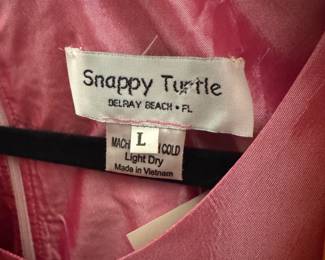 Snappy Turtle
DELRAY BEACH • FL
L
MACH COLD
Light Dry
Made in Vietnam